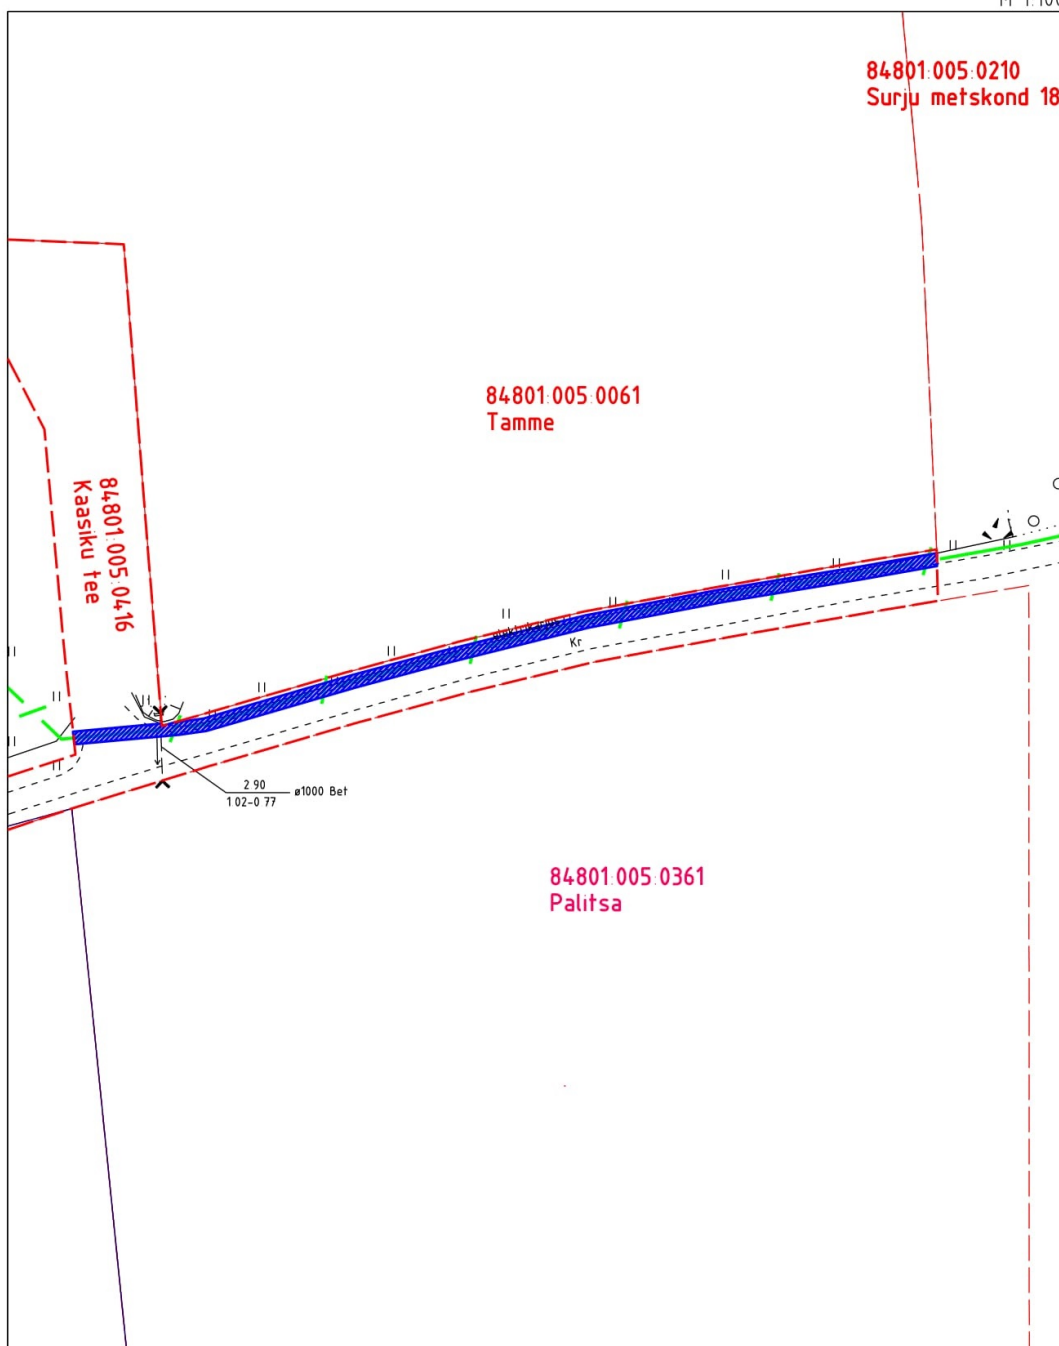 84801:005:0210
Surju metskond 18
84801:005:0061
Tamme
84801:005:0416
Kaasiku tee
Kr
2 90
1 02-0 77
ø1000 Bet
84801:005:0361
Palitsa